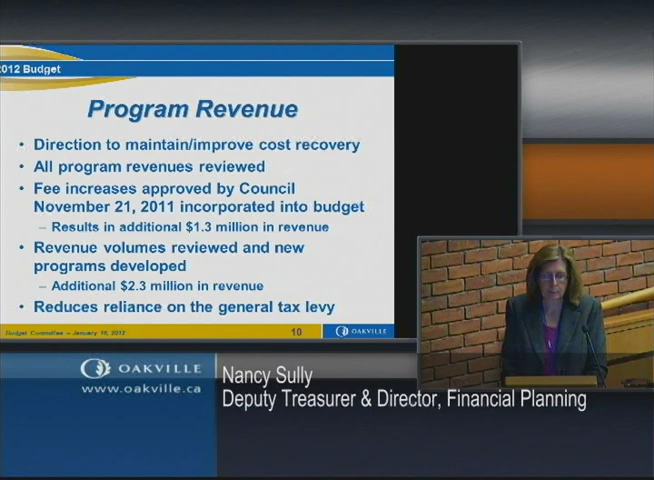 2012 Budget
Program Revenue
• Direction to maintain/improve cost recovery
• All program revenues reviewed
• Fee increases approved by Council
November 21, 2011 incorporated into budget
– Results in additional $1.3 million in revenue
• Revenue volumes reviewed and new
programs developed
– Additional $2.3 million in revenue
• Reduces reliance on the general tax levy
Budget Committee – January 16, 2012
10
OAKVILLE
OAKVILLE
www.oakville.ca
Nancy Sully
Deputy Treasurer & Director, Financial Planning